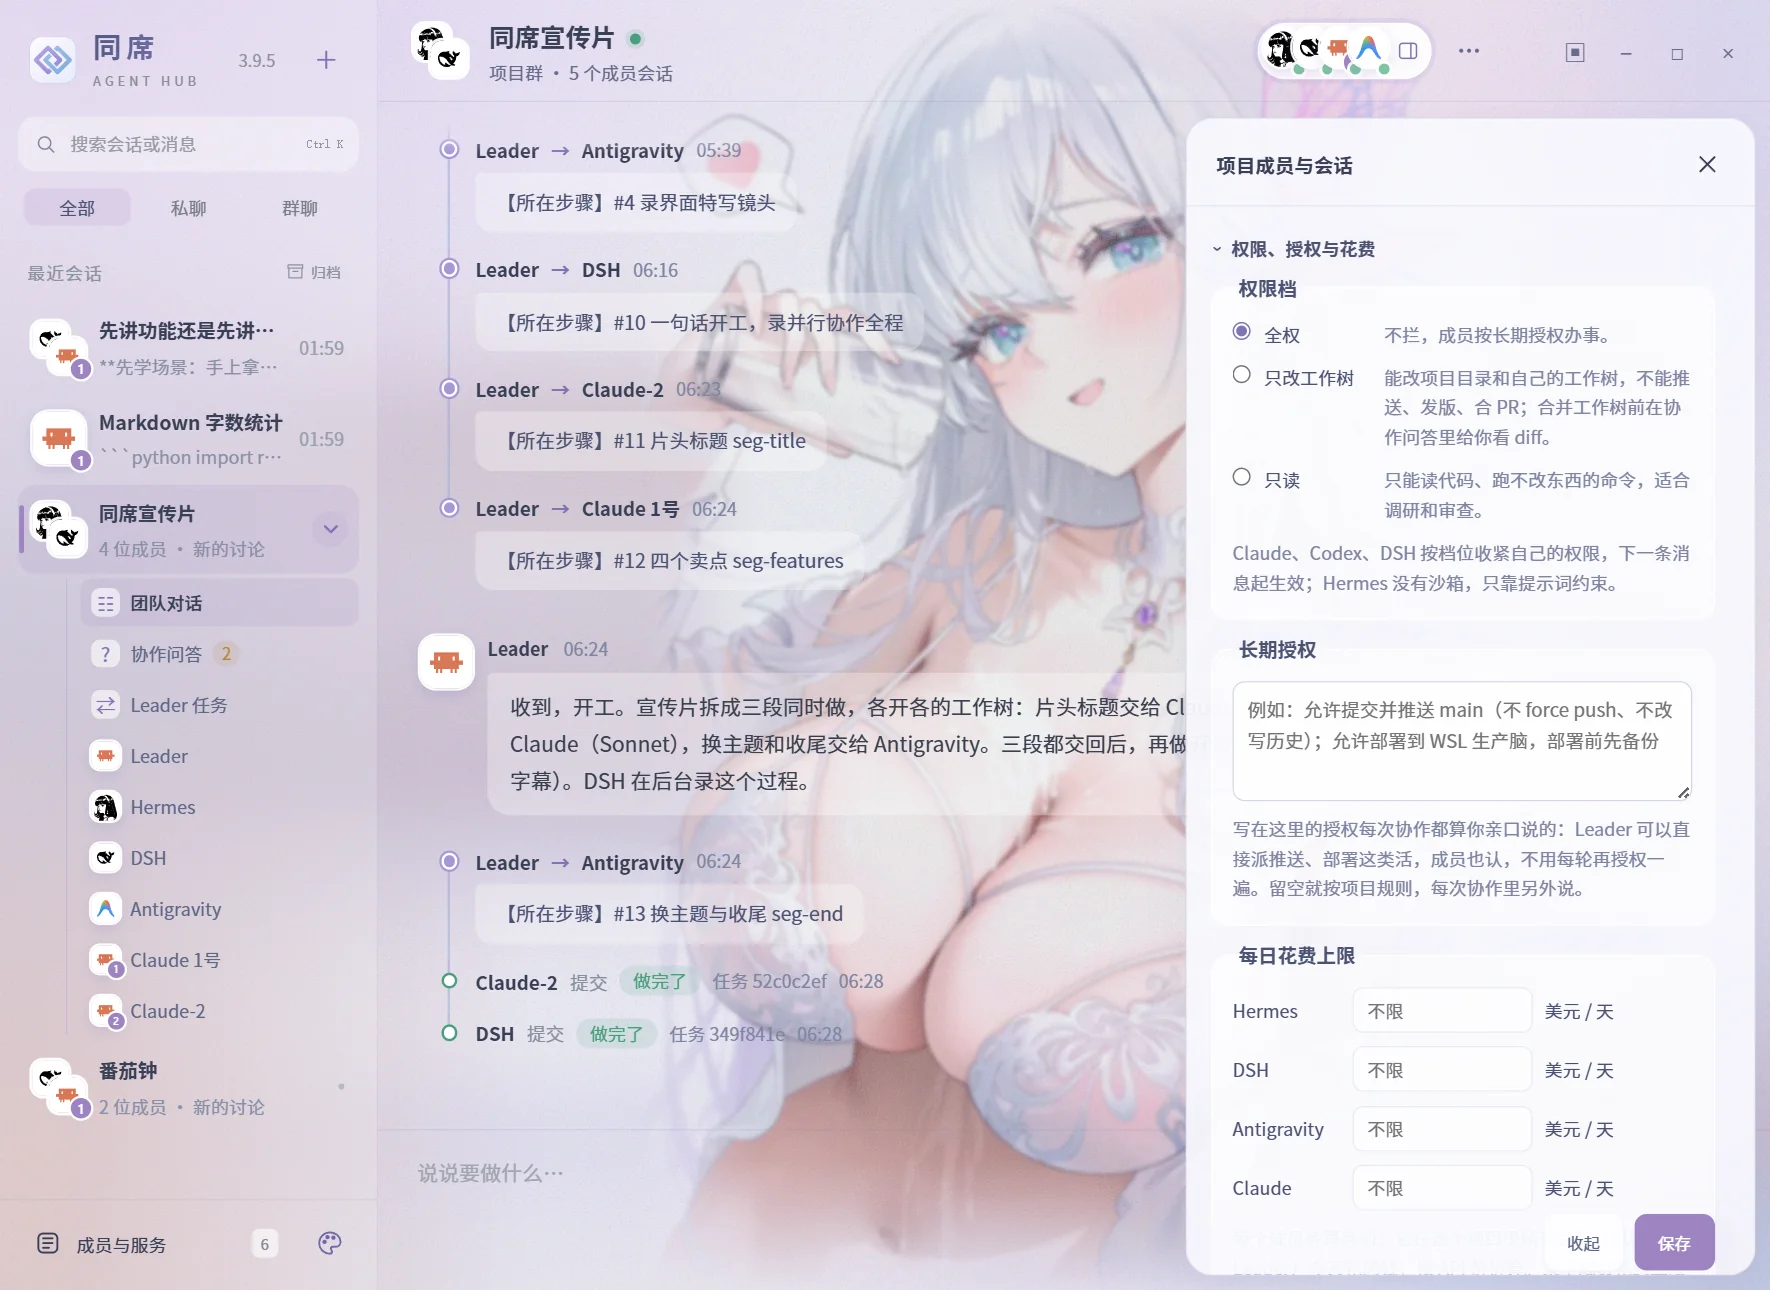 同席
AGENT HUB
3.9.5
搜索会话或消息
Ctrl K
全部
私聊
群聊
最近会话
归档
先讲功能还是先讲…
01:59
**先学场景：手上拿…
1
Markdown 字数统计
01:59
```python import r…
1
同席宣传片
4 位成员 · 新的讨论
团队对话
? 协作问答 2
Leader 任务
Leader
Hermes
DSH
Antigravity
Claude 1号
1
Claude-2
2
番茄钟
2 位成员 · 新的讨论
1
成员与服务
6
同席宣传片
项目群 · 5 个成员会话
Leader → Antigravity 05:39
【所在步骤】#4 录界面特写镜头
Leader → DSH 06:16
【所在步骤】#10 一句话开工，录并行协作全程
Leader → Claude-2 06:23
【所在步骤】#11 片头标题 seg-title
Leader → Claude 1号 06:24
【所在步骤】#12 四个卖点 seg-features
Leader 06:24
收到，开工。宣传片拆成三段同时做，各开各的工作树：片头标题交给 Cl
Claude（Sonnet），换主题和收尾交给 Antigravity。三段都交回后，再做
字幕）。DSH 在后台录这个过程。
Leader → Antigravity 06:24
【所在步骤】#13 换主题与收尾 seg-end
Claude-2 提交 做完了 任务 52c0c2ef 06:28
DSH 提交 做完了 任务 349f841e 06:28
说说要做什么…
项目成员与会话
权限、授权与花费
权限档
全权 不拦，成员按长期授权办事。
只改工作树 能改项目目录和自己的工作树，不能推
送、发版、合 PR；合并工作树前在协
作问答里给你看 diff。
只读 只能读代码、跑不改东西的命令，适合
调研和审查。
Claude、Codex、DSH 按档位收紧自己的权限，下一条消
息起生效；Hermes 没有沙箱，只靠提示词约束。
长期授权
例如：允许提交并推送 main（不 force push、不改
写历史）；允许部署到 WSL 生产脑，部署前先备份
写在这里的授权每次协作都算你亲口说的：Leader 可以直
接派推送、部署这类活，成员也认，不用每轮再授权一
遍。留空就按项目规则，每次协作里另外说。
每日花费上限
Hermes 不限 美元 / 天
DSH 不限 美元 / 天
Antigravity 不限 美元 / 天
Claude 不限 美元 / 天
收起
保存